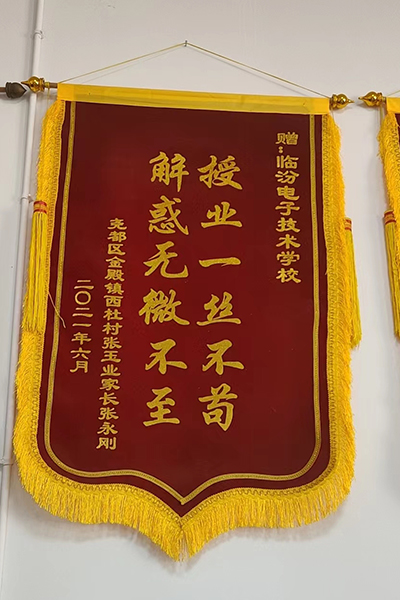 赠:临汾电子技术学校
授业一丝不苟
解惑无微不至
尧都区金殿镇西杜村张玉业家长张永刚
二〇二一年六月